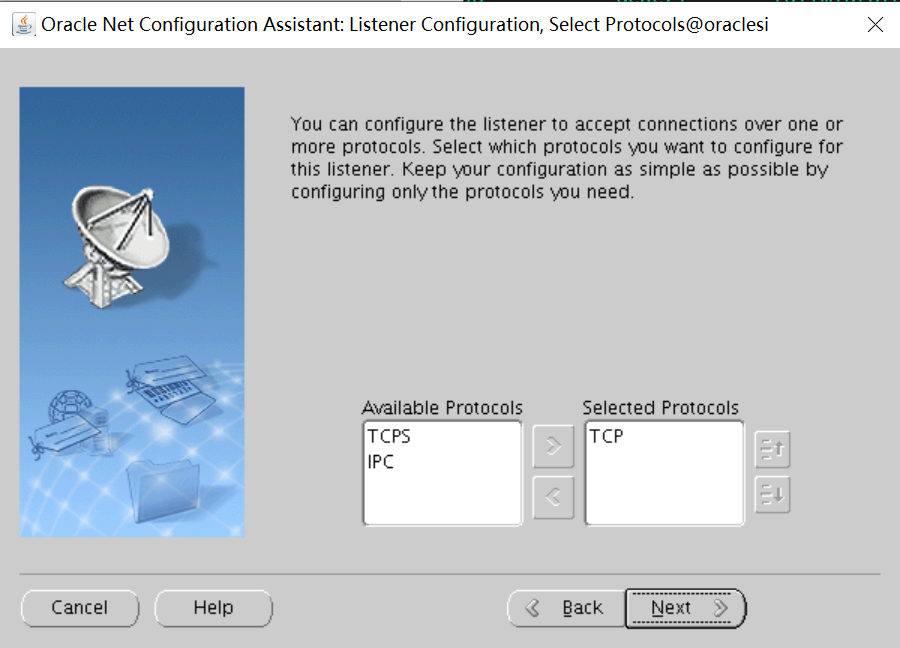 Oracle Net Configuration Assistant: Listener Configuration, Select Protocols@oraclesi
You can configure the listener to accept connections over one or
more protocols. Select which protocols you want to configure for
this listener. Keep your configuration as simple as possible by
configuring only the protocols you need.
Available Protocols
Selected Protocols
TCPS
IPC
TCP
Cancel
Help
Back
Next